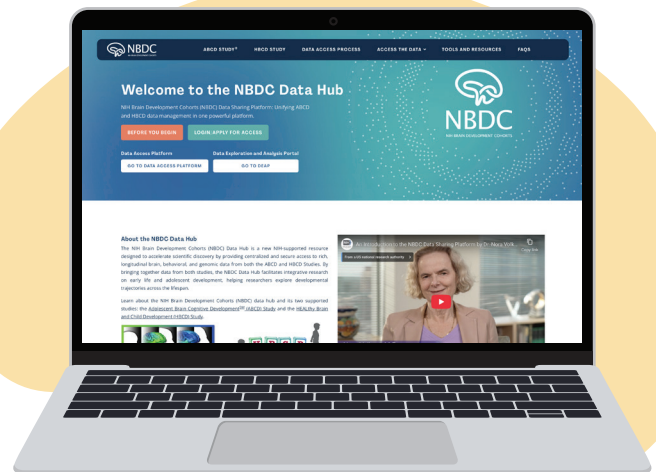 NBDC
NIH BRAIN DEVELOPMENT COHORTS
ABCD STUDY® HBCD STUDY DATA ACCESS PROCESS ACCESS THE DATA TOOLS AND RESOURCES FAQS
Welcome to the NBDC Data Hub
NIH Brain Development Cohorts (NBDC) Data Sharing Platform: Unifying ABCD
and HBCD data management in one powerful platform.
BEFORE YOU BEGIN LOGIN/APPLY FOR ACCESS
Data Access Platform Data Exploration and Analysis Portal
GO TO DATA ACCESS PLATFORM GO TO DEAP
NBDC
NIH BRAIN DEVELOPMENT COHORTS
About the NBDC Data Hub
The NIH Brain Development Cohorts (NBDC) Data Hub is a new NIH-supported resource
designed to accelerate scientific discovery by providing centralized and secure access to rich,
longitudinal brain, behavioral, and genomic data from both the ABCD and HBCD Studies. By
bringing together data from both studies, the NBDC Data Hub facilitates integrative research
on early life and adolescent development, helping researchers explore developmental
trajectories across the lifespan.
Learn about the NIH Brain Development Cohorts (NBDC) data hub and its two supported
studies: the Adolescent Brain Cognitive Development℠ (ABCD) Study and the HEALthy Brain
and Child Development (HBCD) Study.
An Introduction to the NBDC Data Sharing Platform by Dr. Nora Volk...
Copy link